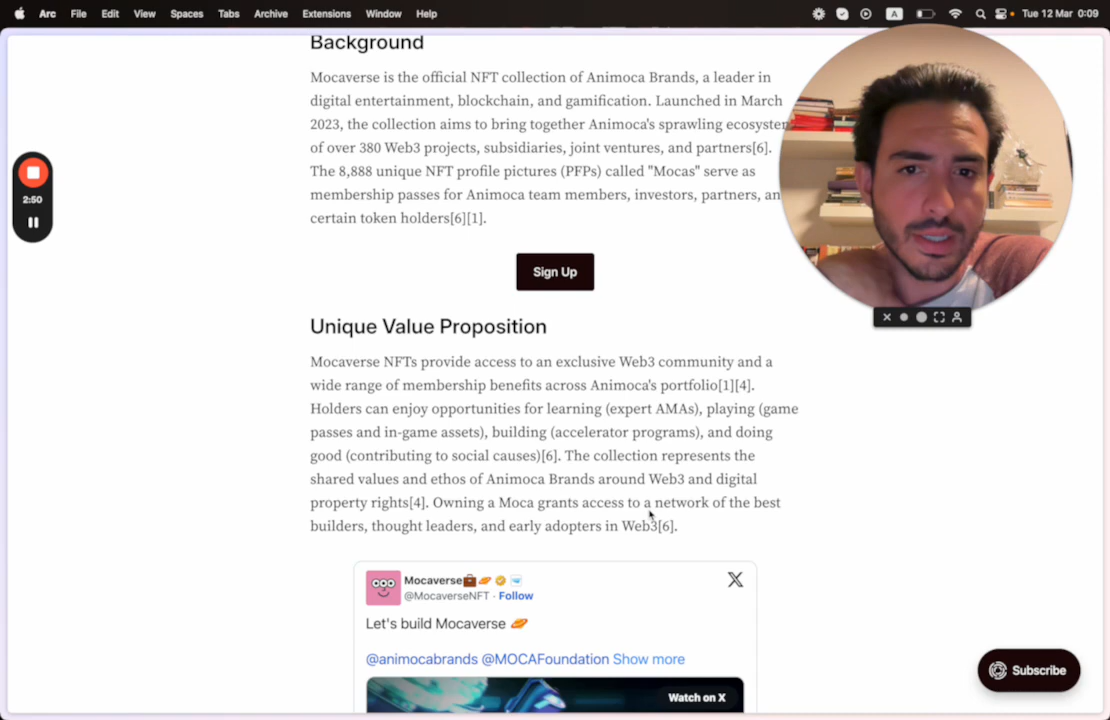 Arc File Edit View Spaces Tabs Archive Extensions Window Help A Tue 12 Mar 0:09
Background
Mocaverse is the official NFT collection of Animoca Brands, a leader in
digital entertainment, blockchain, and gamification. Launched in March
2023, the collection aims to bring together Animoca's sprawling
of over 380 Web3 projects, subsidiaries, joint ventures, and partners[6].
The 8,888 unique NFT profile pictures (PFPs) called "Mocas" serve as
membership passes for Animoca team members, investors, partners,
certain token holders[6][1].
2:50
Sign Up
Unique Value Proposition
Mocaverse NFTs provide access to an exclusive Web3 community and a
wide range of membership benefits across Animoca's portfolio[1][4].
Holders can enjoy opportunities for learning (expert AMAs), playing (game
passes and in-game assets), building (accelerator programs), and doing
good (contributing to social causes)[6]. The collection represents the
shared values and ethos of Animoca Brands around Web3 and digital
property rights[4]. Owning a Moca grants access to a network of the best
builders, thought leaders, and early adopters in Web3[6].
Mocaverse
@MocaverseNFT · Follow
Let's build Mocaverse
@animocabrands @MOCAFoundation Show more
Watch on X
Subscribe